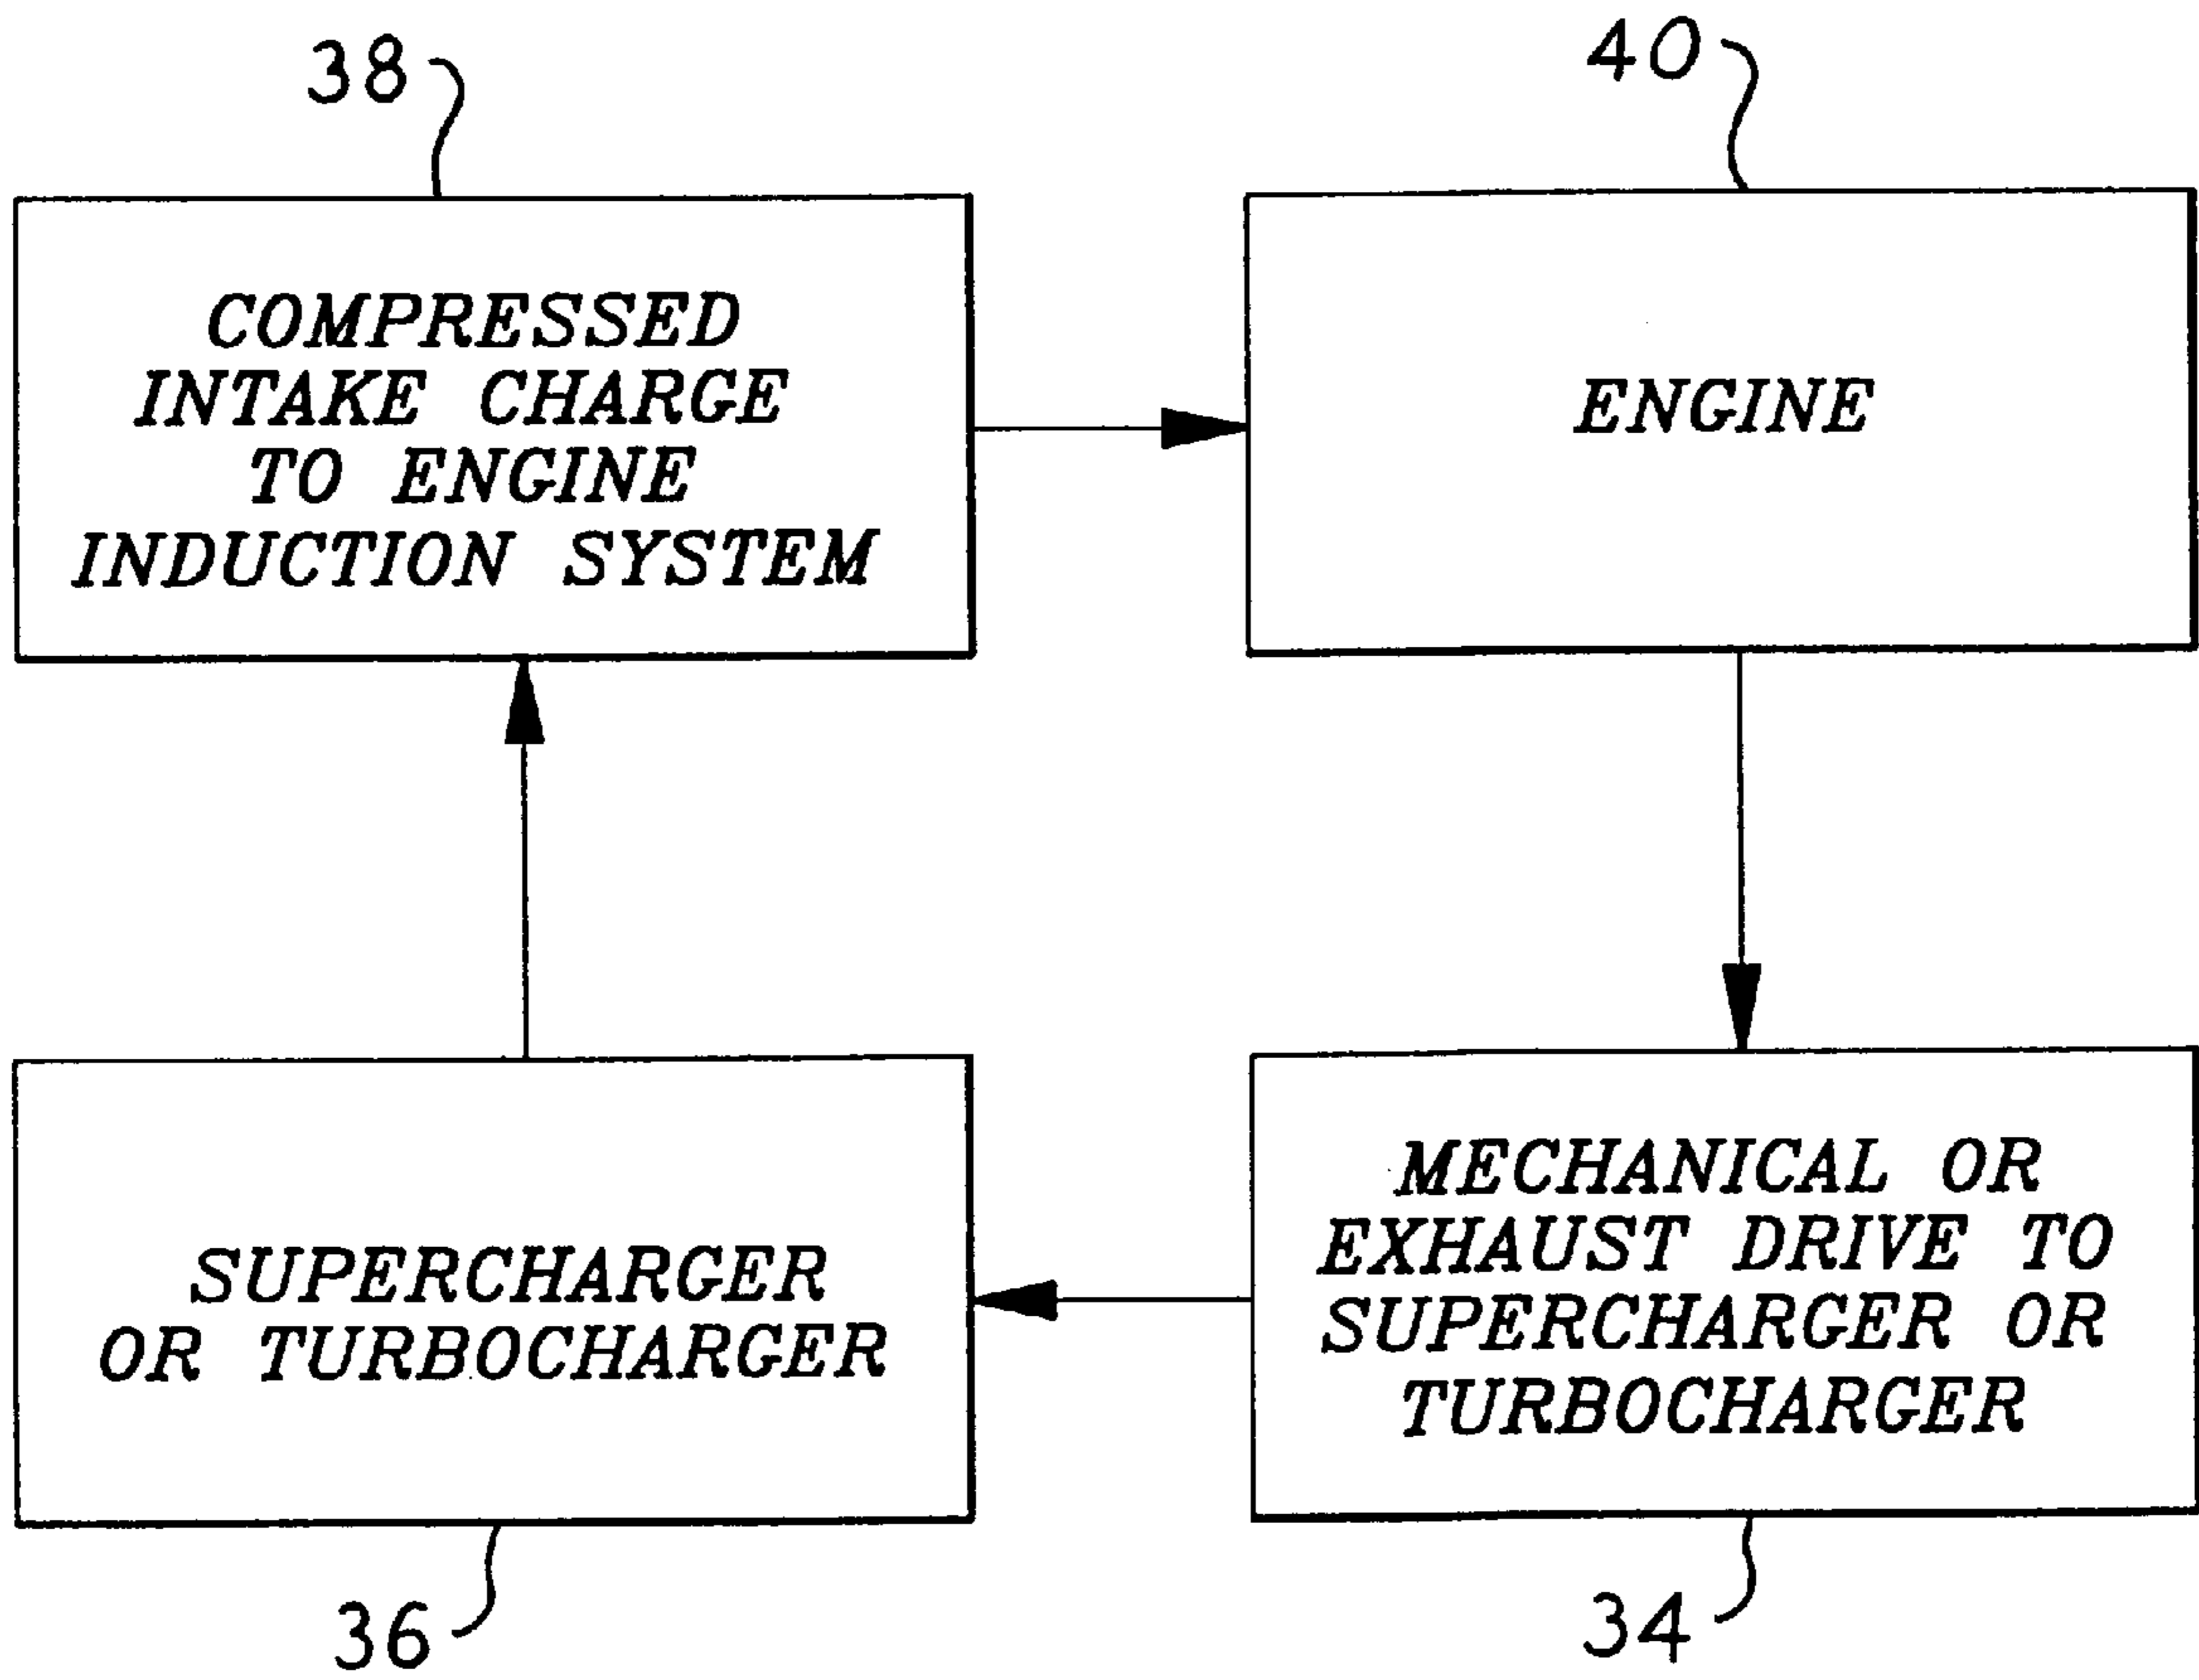 38
40
COMPRESSED
INTAKE CHARGE
TO ENGINE
INDUCTION SYSTEM
ENGINE
SUPERCHARGER
OR TURBOCHARGER
MECHANICAL OR
EXHAUST DRIVE TO
SUPERCHARGER OR
TURBOCHARGER
36
34